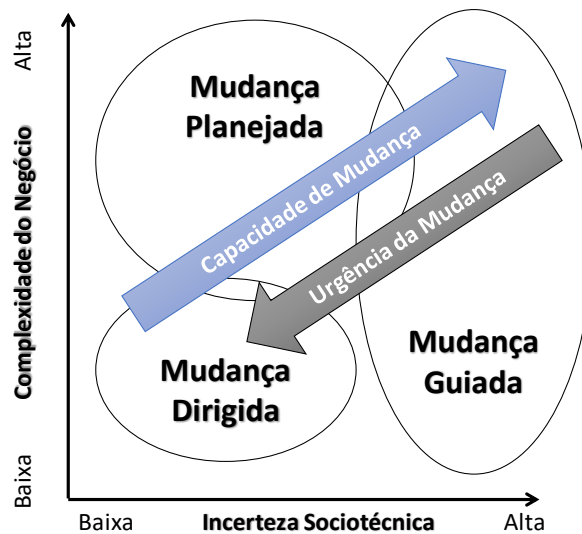 Alta
Complexidade do Negócio
Baixa
Mudança
Planejada
Capacidade de Mudança
Urgência da Mudança
Mudança
Dirigida
Mudança
Guiada
Baixa
Incerteza Sociotécnica
Alta